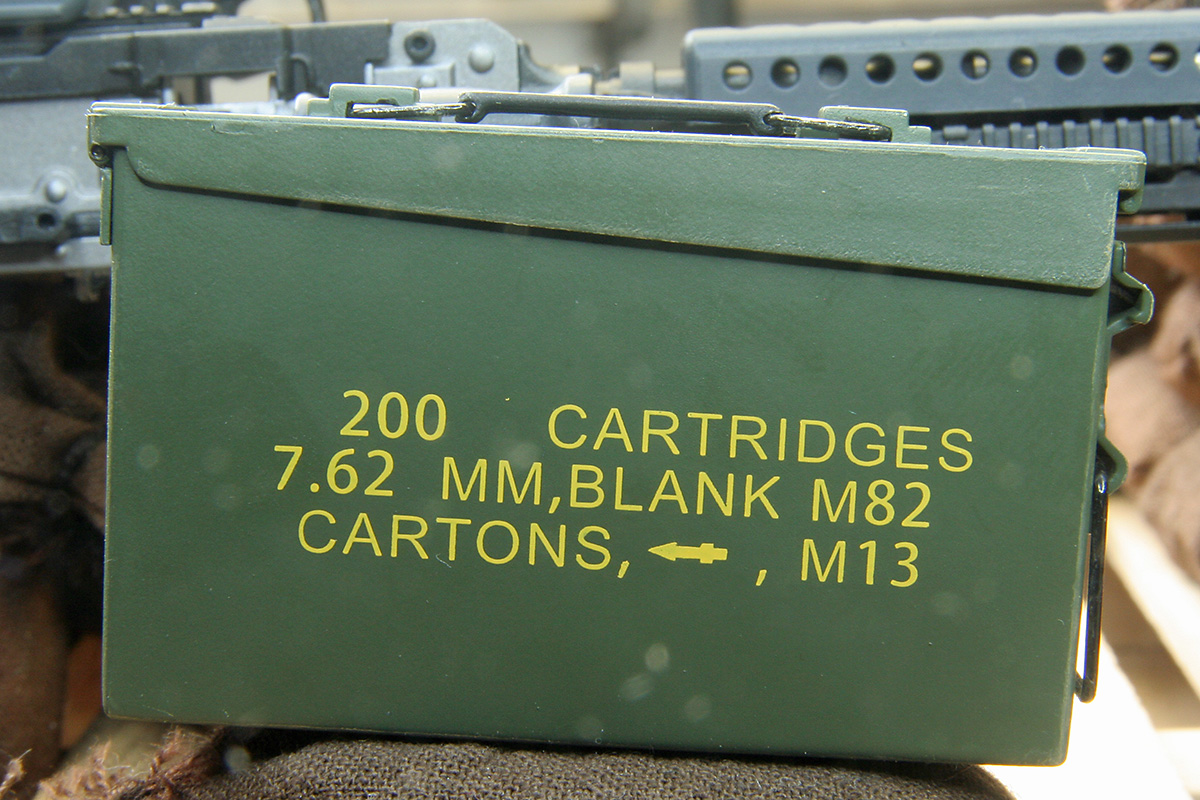 200 CARTRIDGES
7.62 MM,BLANK M82
CARTONS, , M13